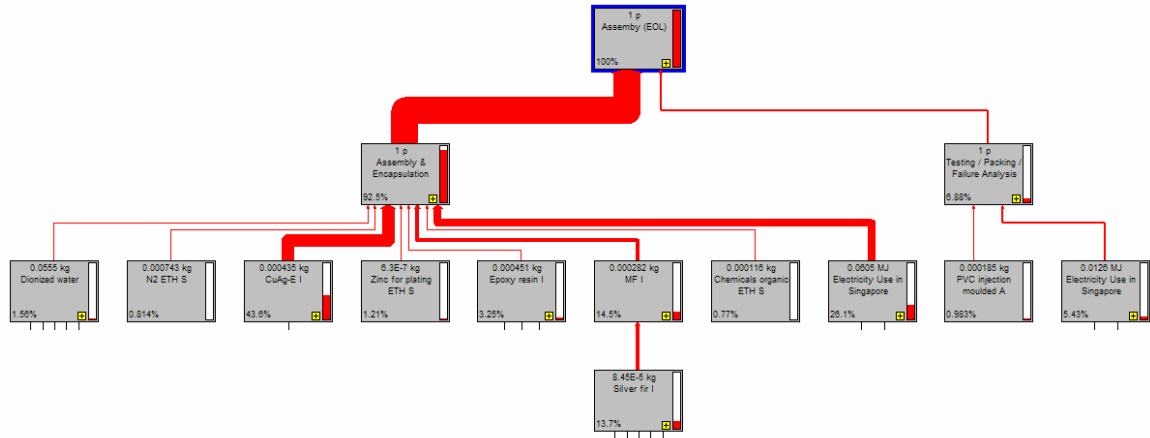 1 p
Assemby (EOL)
100%
1 p
Assembly &
Encapsulation
92.5%
1 p
Testing / Packing /
Failure Analysis
6.88%
0.0555 kg
Dionized water
1.56%
0.000743 kg
N2 ETH S
0.814%
0.000435 kg
CuAg-E I
43.6%
6.3E-7 kg
Zinc for plating
ETH S
1.21%
0.000451 kg
Epoxy resin I
3.25%
0.000282 kg
MF I
14.5%
0.000116 kg
Chemicals organic
ETH S
0.77%
0.0605 MJ
Electricity Use in
Singapore
26.1%
0.000185 kg
PVC injection
moulded A
0.983%
0.0126 MJ
Electricity Use in
Singapore
5.43%
8.45E-5 kg
Silver fir I
13.7%